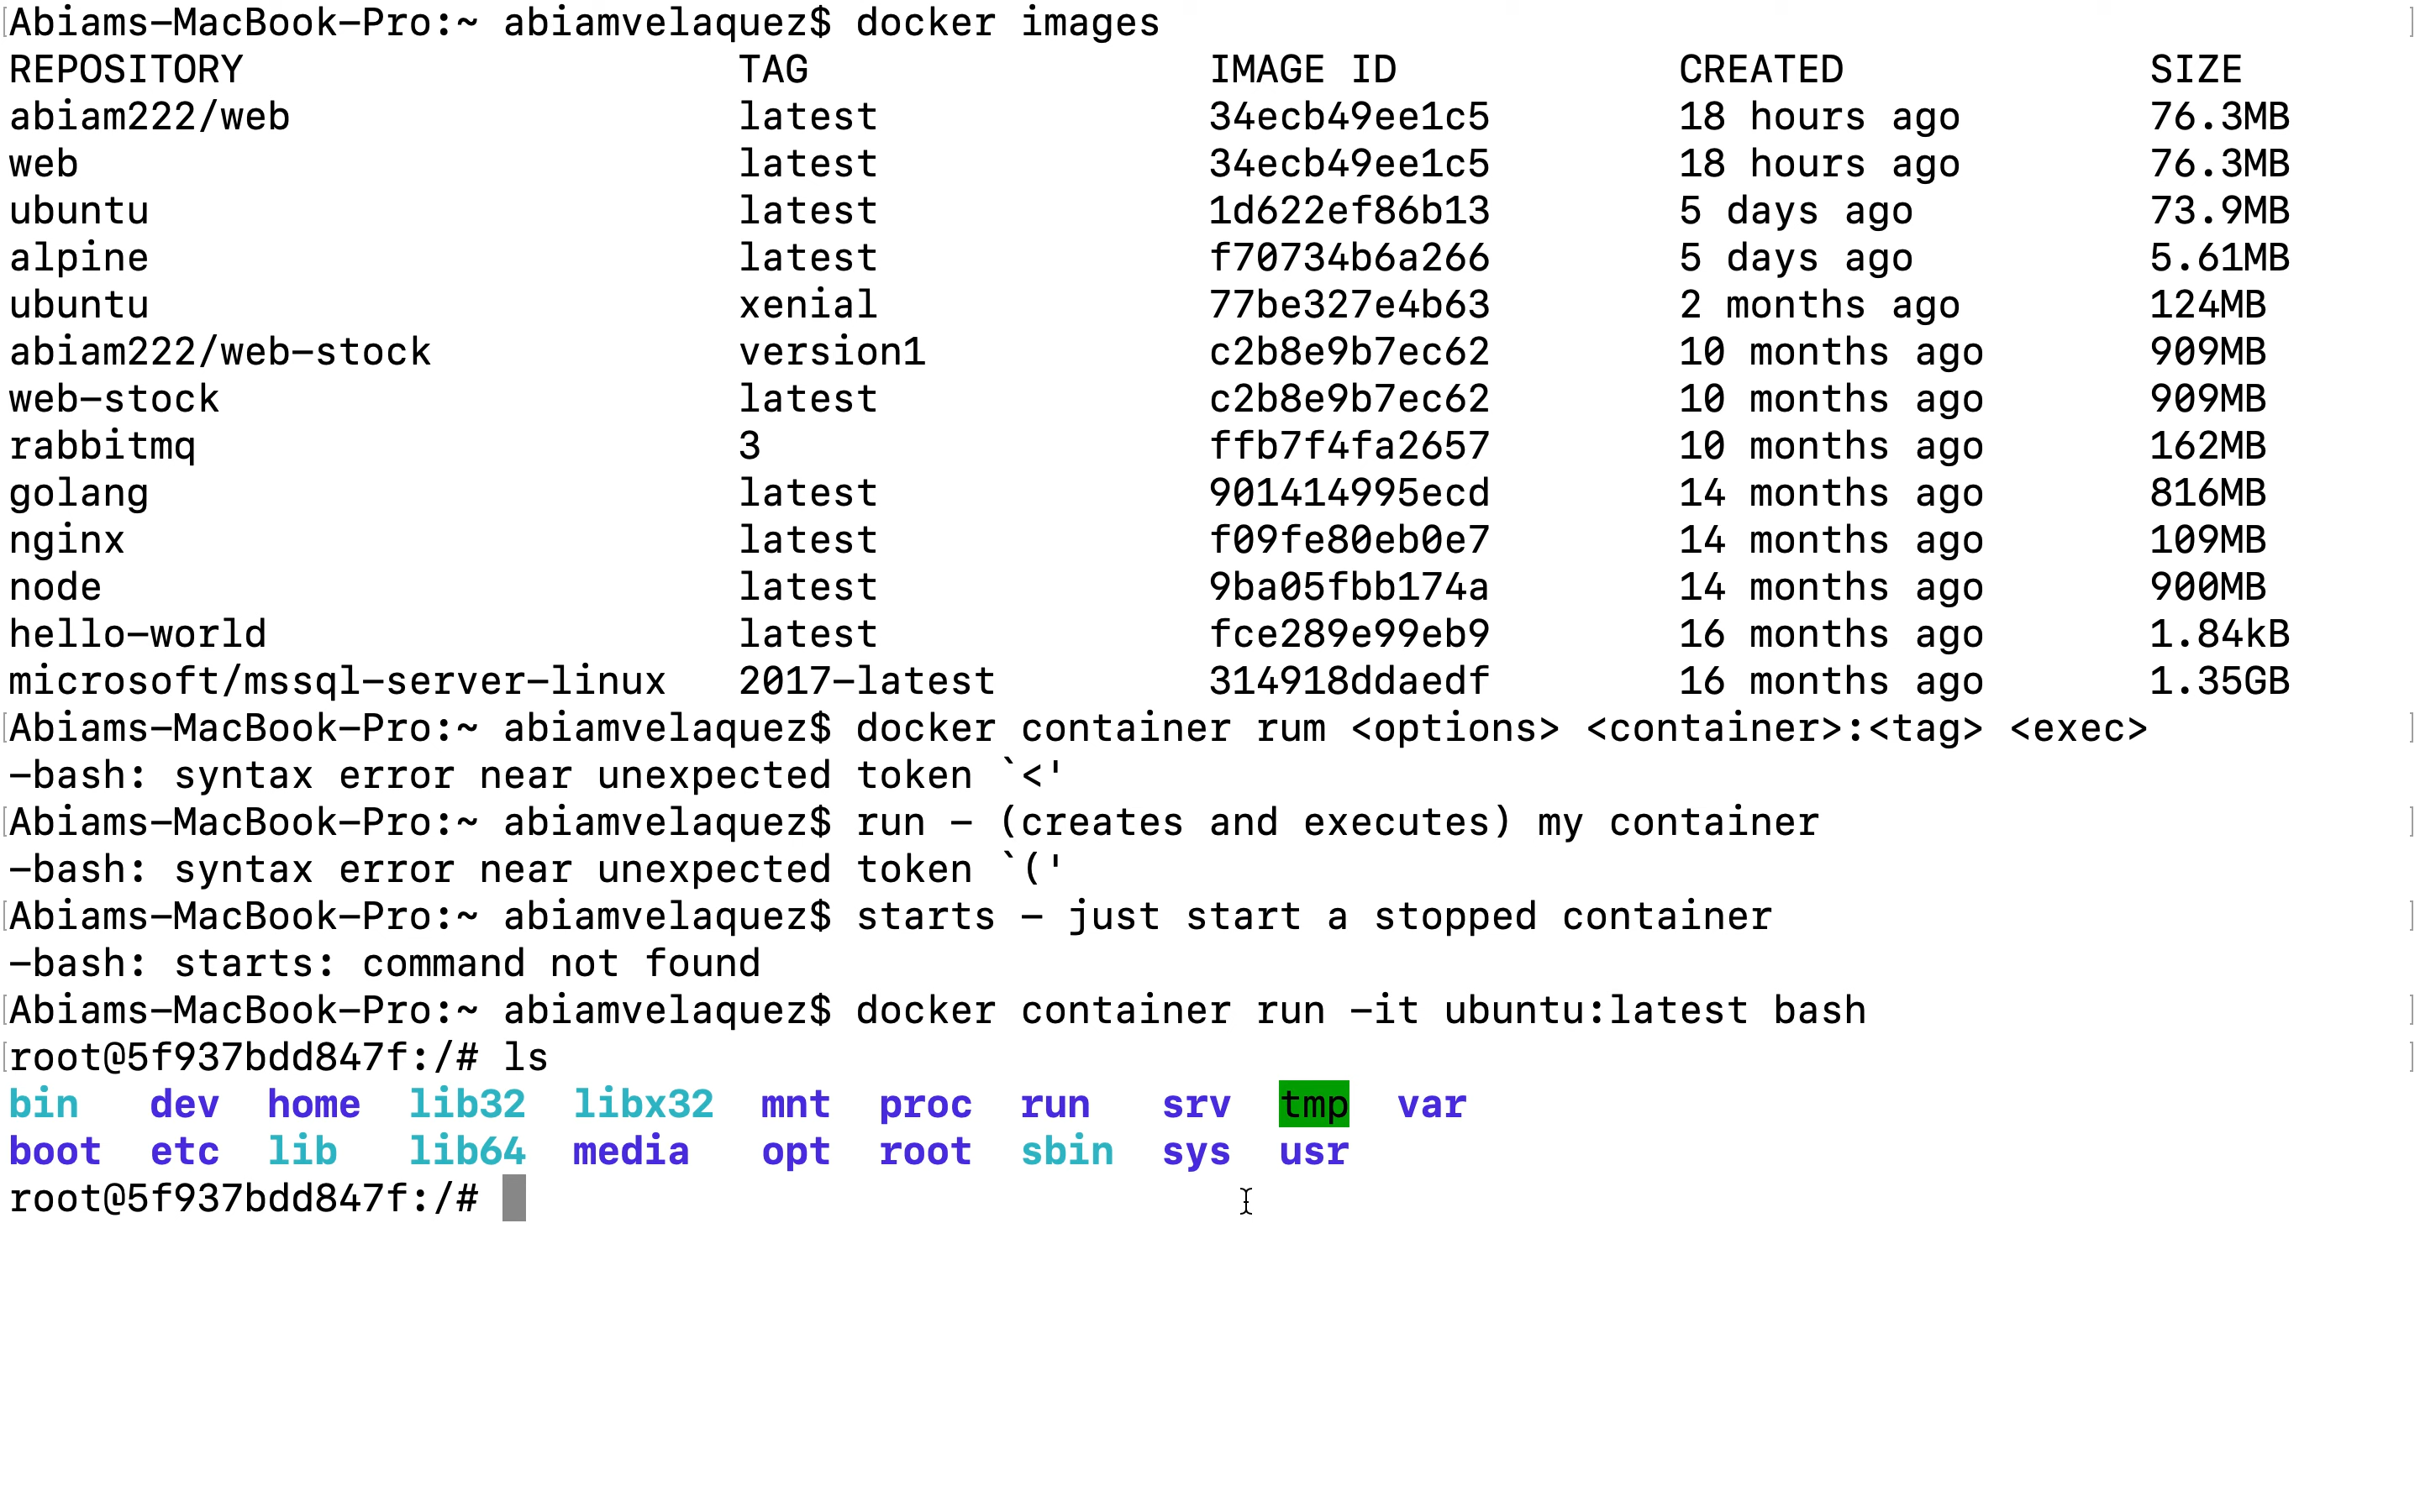 Abiams-MacBook-Pro:~ abiamvelaquez$ docker images
REPOSITORY TAG IMAGE ID CREATED SIZE
abiam222/web latest 34ecb49ee1c5 18 hours ago 76.3MB
web latest 34ecb49ee1c5 18 hours ago 76.3MB
ubuntu latest 1d622ef86b13 5 days ago 73.9MB
alpine latest f70734b6a266 5 days ago 5.61MB
ubuntu xenial 77be327e4b63 2 months ago 124MB
abiam222/web-stock version1 c2b8e9b7ec62 10 months ago 909MB
web-stock latest c2b8e9b7ec62 10 months ago 909MB
rabbitmq 3 ffb7f4fa2657 10 months ago 162MB
golang latest 901414995ecd 14 months ago 816MB
nginx latest f09fe80eb0e7 14 months ago 109MB
node latest 9ba05fbb174a 14 months ago 900MB
hello-world latest fce289e99eb9 16 months ago 1.84kB
microsoft/mssql-server-linux 2017-latest 314918ddaedf 16 months ago 1.35GB
Abiams-MacBook-Pro:~ abiamvelaquez$ docker container rum <options> <container>:<tag> <exec>
-bash: syntax error near unexpected token `<'
Abiams-MacBook-Pro:~ abiamvelaquez$ run - (creates and executes) my container
-bash: syntax error near unexpected token `('
Abiams-MacBook-Pro:~ abiamvelaquez$ starts - just start a stopped container
-bash: starts: command not found
Abiams-MacBook-Pro:~ abiamvelaquez$ docker container run -it ubuntu:latest bash
root@5f937bdd847f:/# ls
bin dev home lib32 libx32 mnt proc run srv tmp var
boot etc lib lib64 media opt root sbin sys usr
root@5f937bdd847f:/#